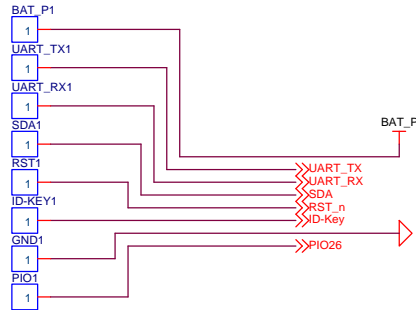 BAT_P1
1
UART_TX1
1
UART_RX1
1
SDA1
1
RST1
1
ID-KEY1
1
GND1
1
PIO1
1
BAT_P
UART_TX
UART_RX
SDA
RST_n
ID-Key
PIO26